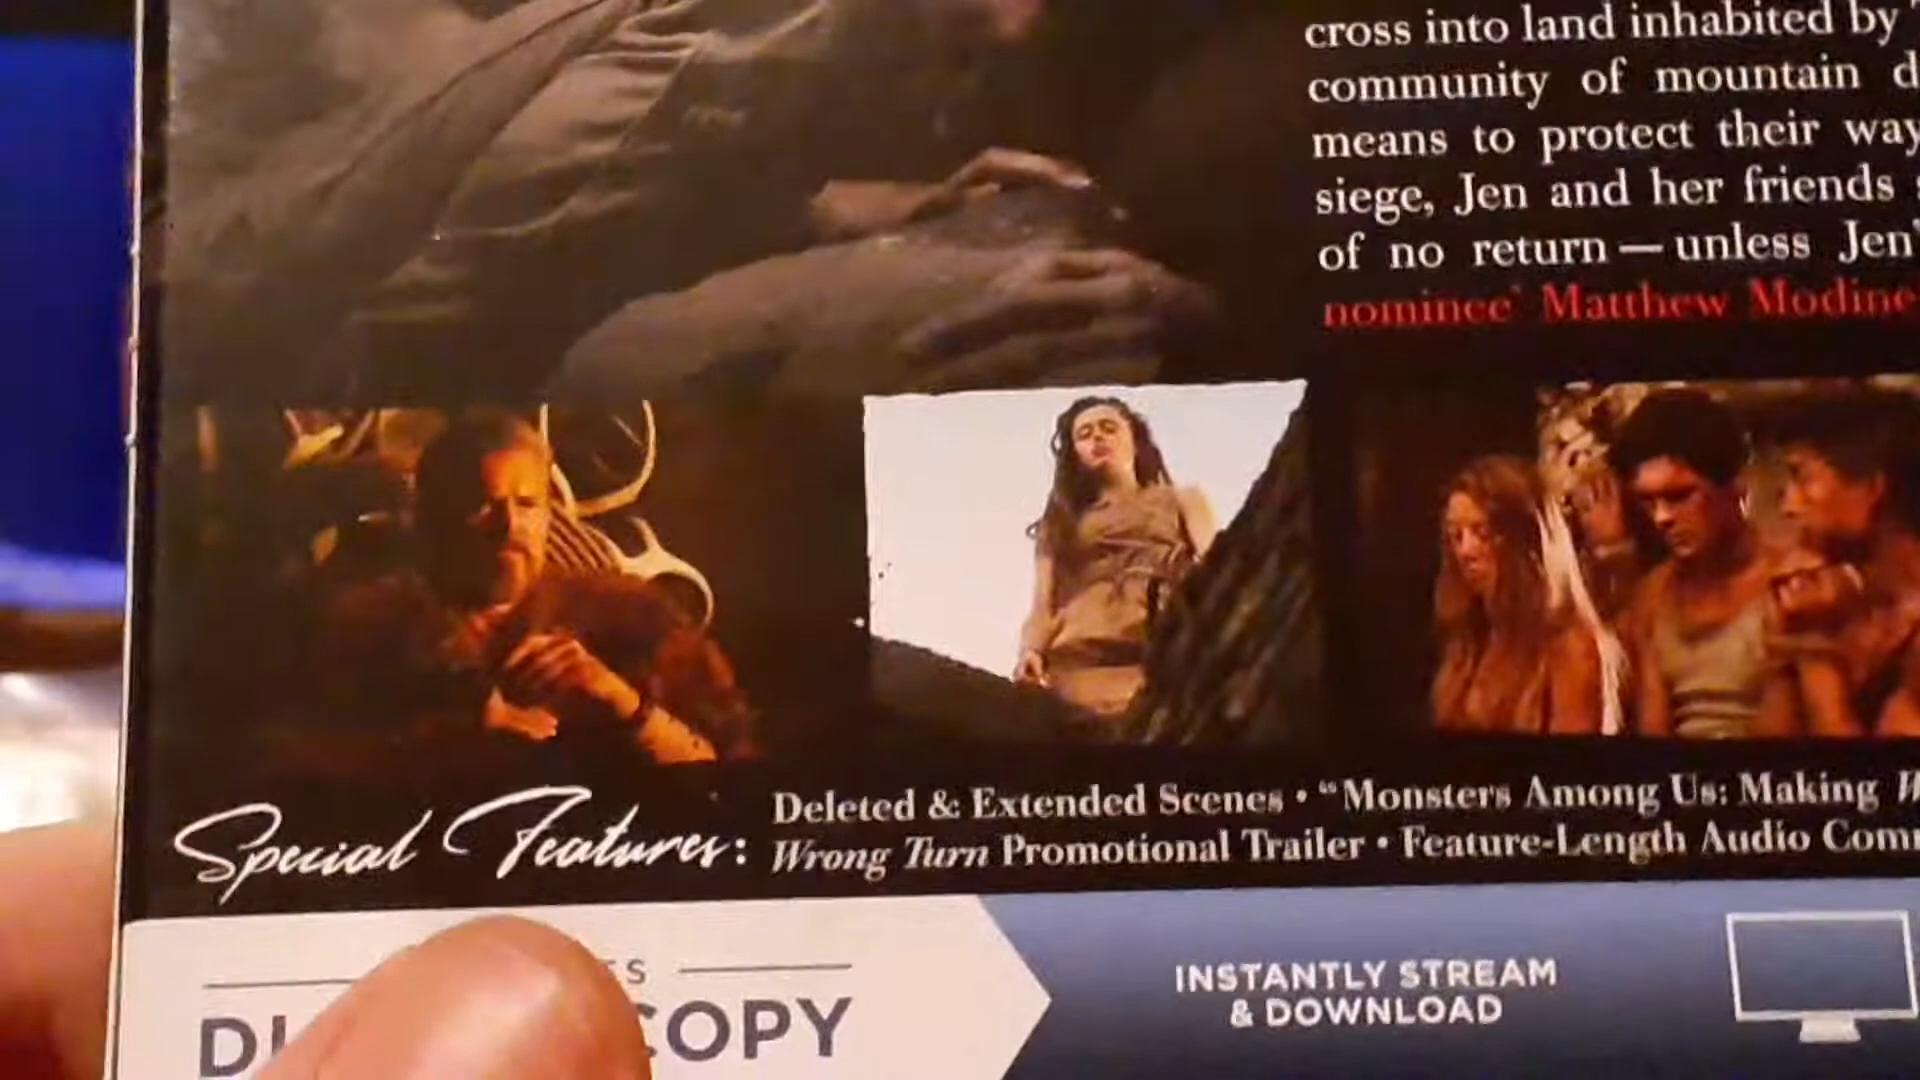 cross into land inhabited by
community of mountain
means to protect their way
siege, Jen and her friends
of no return — unless Jen'
nominee* Matthew Modine
Special Features:
Deleted & Extended Scenes • "Monsters Among Us: Making
Wrong Turn Promotional Trailer • Feature-Length Audio
COPY
INSTANTLY STREAM
& DOWNLOAD